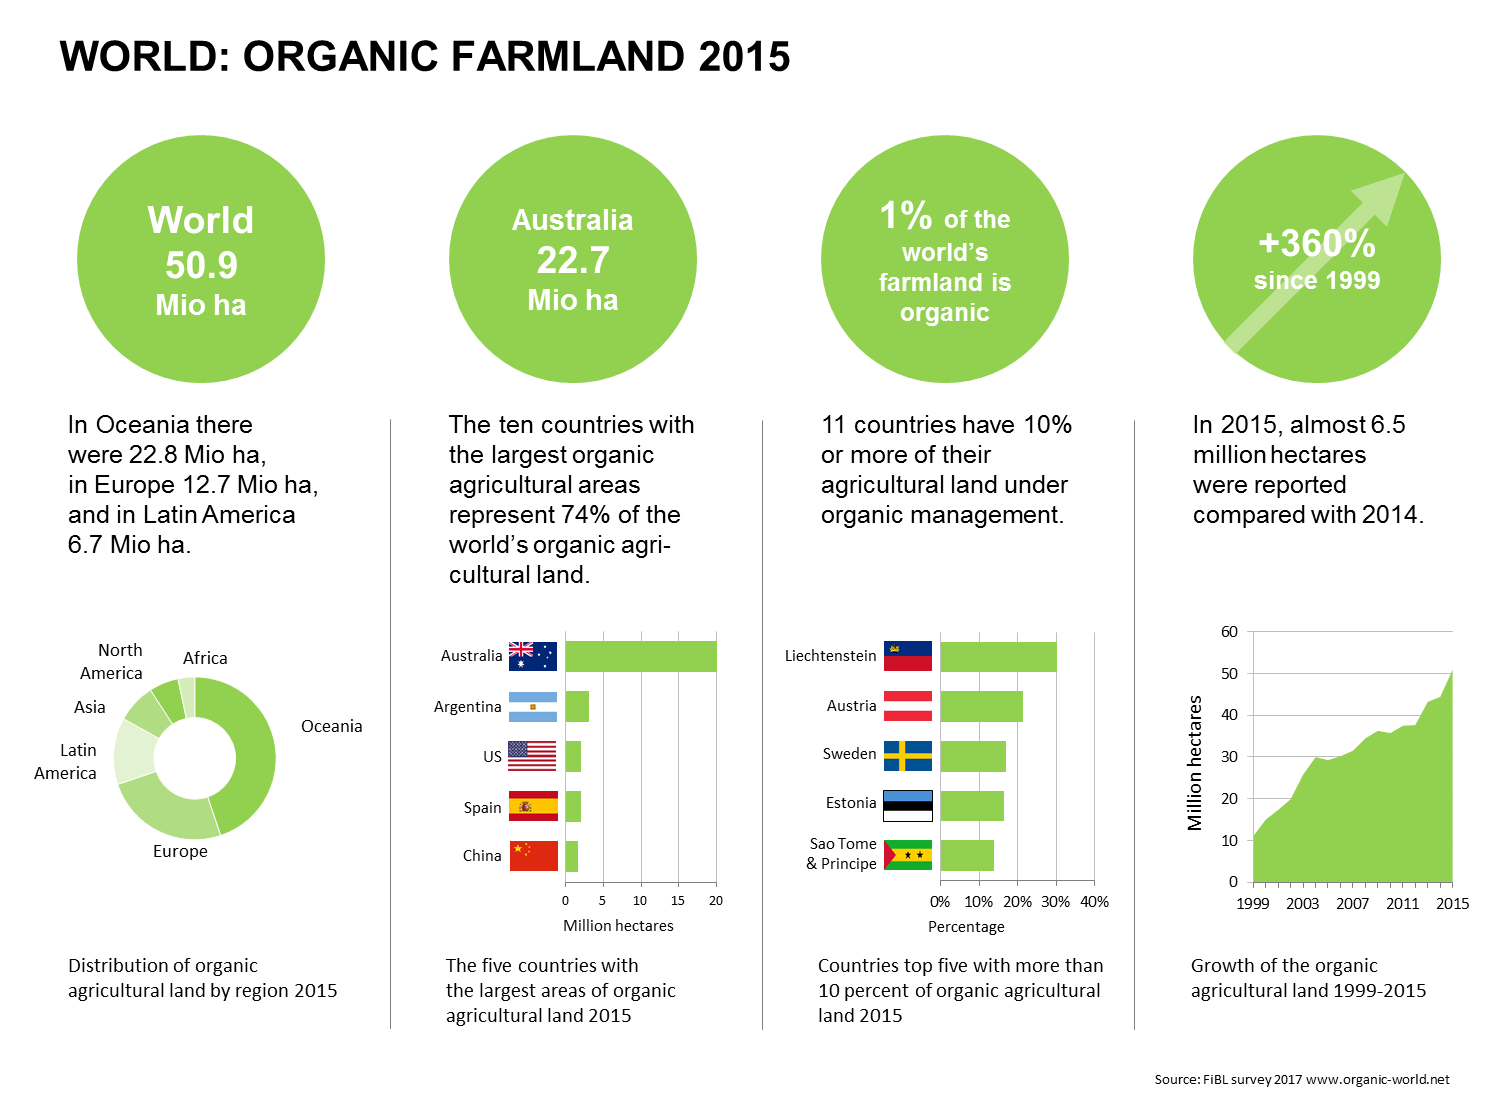 WORLD: ORGANIC FARMLAND 2015
World
50.9
Mio ha
Australia
22.7
Mio ha
1% of the
world’s
farmland is
organic
+360%
since 1999
In Oceania there
were 22.8 Mio ha,
in Europe 12.7 Mio ha,
and in Latin America
6.7 Mio ha.
The ten countries with
the largest organic
agricultural areas
represent 74% of the
world’s organic agri-
cultural land.
11 countries have 10%
or more of their
agricultural land under
organic management.
In 2015, almost 6.5
million hectares
were reported
compared with 2014.
North
America
Africa
Asia
Oceania
Latin
America
Europe
Distribution of organic
agricultural land by region 2015
Australia
Argentina
US
Spain
China
0 5 10 15 20
Million hectares
The five countries with
the largest areas of organic
agricultural land 2015
Liechtenstein
Austria
Sweden
Estonia
Sao Tome
& Principe
0% 10% 20% 30% 40%
Percentage
Countries top five with more than
10 percent of organic agricultural
land 2015
Million hectares
60
50
40
30
20
10
0
1999 2003 2007 2011 2015
Growth of the organic
agricultural land 1999-2015
Source: FiBL survey 2017 www.organic-world.net